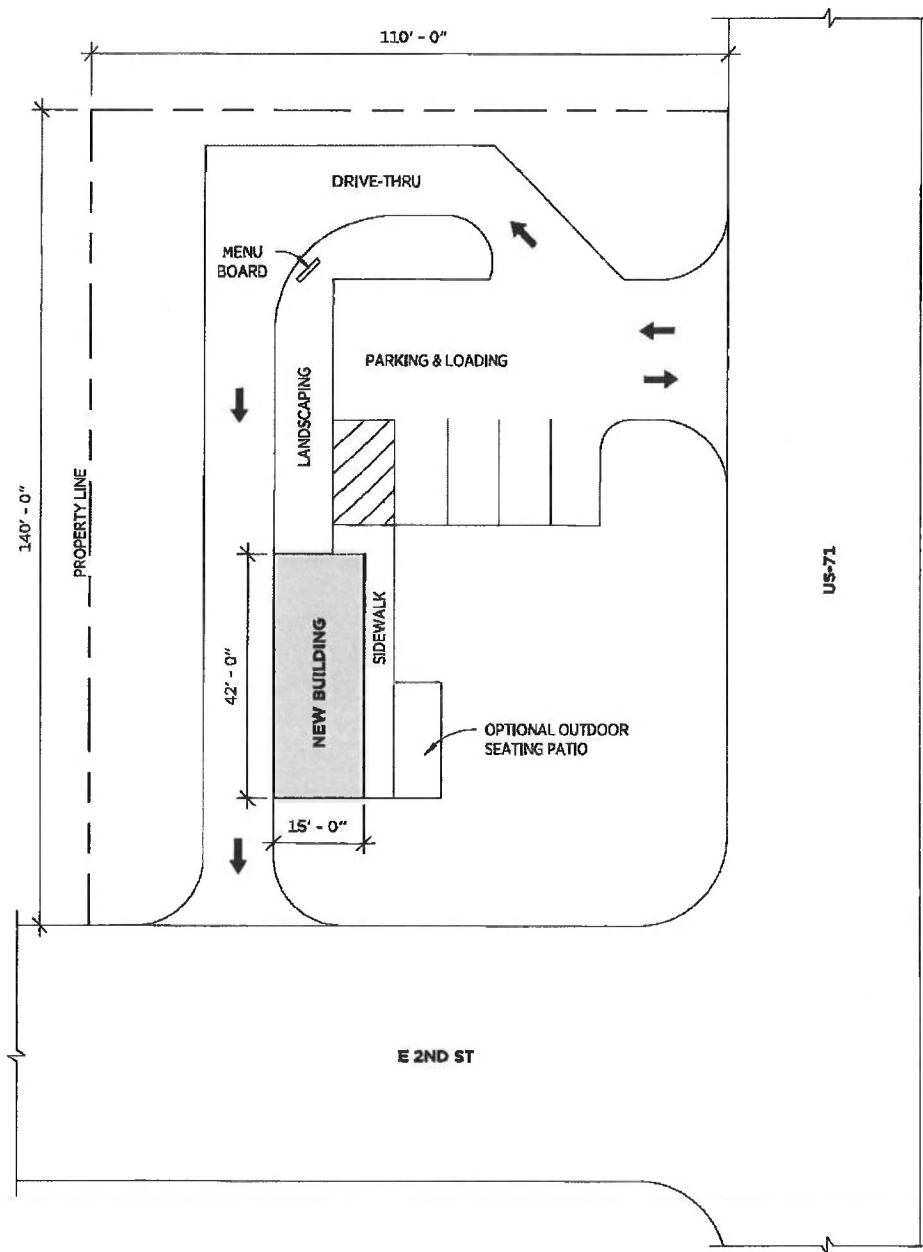 110' - 0"
DRIVE-THRU
MENU
BOARD
PARKING & LOADING
LANDSCAPING
140' - 0"
PROPERTY LINE
US-71
42' - 0"
NEW BUILDING
SIDEWALK
OPTIONAL OUTDOOR
SEATING PATIO
15' - 0"
E 2ND ST